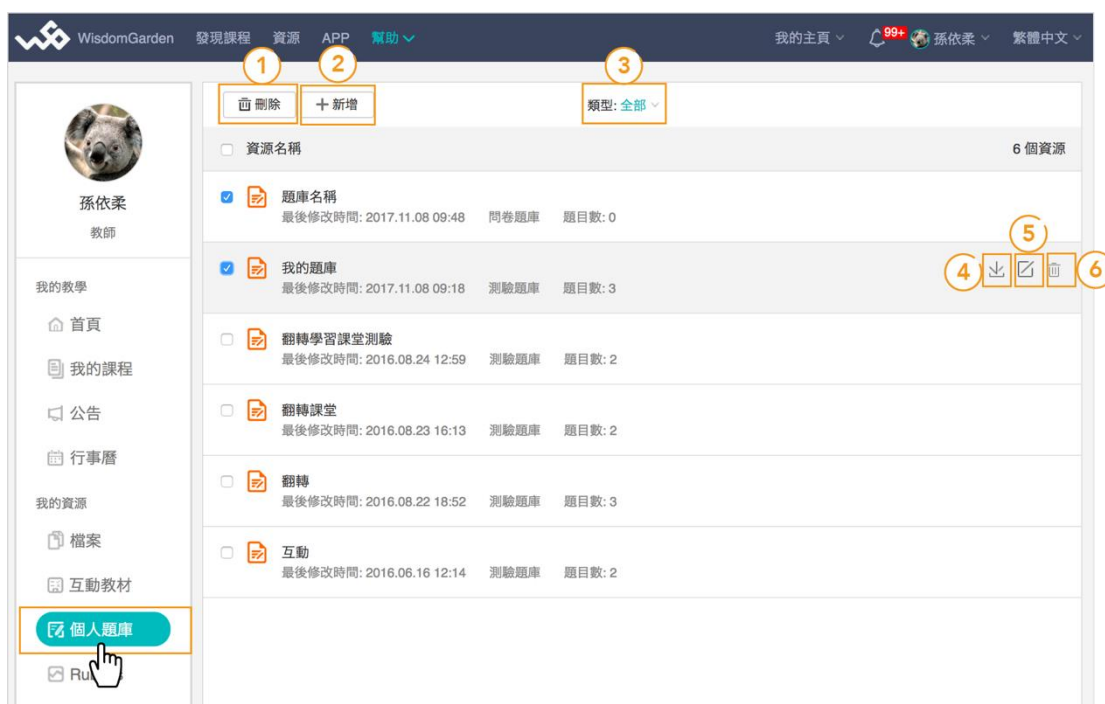 WisdomGarden 發現課程 資源 APP 幫助 我的主頁 99+ 孫依柔 繁體中文
1 2 3
刪除 新增 類型: 全部
資源名稱 6 個資源
孫依柔
教師
題庫名稱
最後修改時間: 2017.11.08 09:48 問卷題庫 題目數: 0
我的題庫
最後修改時間: 2017.11.08 09:18 測驗題庫 題目數: 3
4 5 6
翻轉學習課堂測驗
最後修改時間: 2016.08.24 12:59 測驗題庫 題目數: 2
翻轉課堂
最後修改時間: 2016.08.23 16:13 測驗題庫 題目數: 2
翻轉
最後修改時間: 2016.08.22 18:52 測驗題庫 題目數: 3
互動
最後修改時間: 2016.06.16 12:14 測驗題庫 題目數: 2
我的教學
首頁
我的課程
公告
行事曆
我的資源
檔案
互動教材
個人題庫